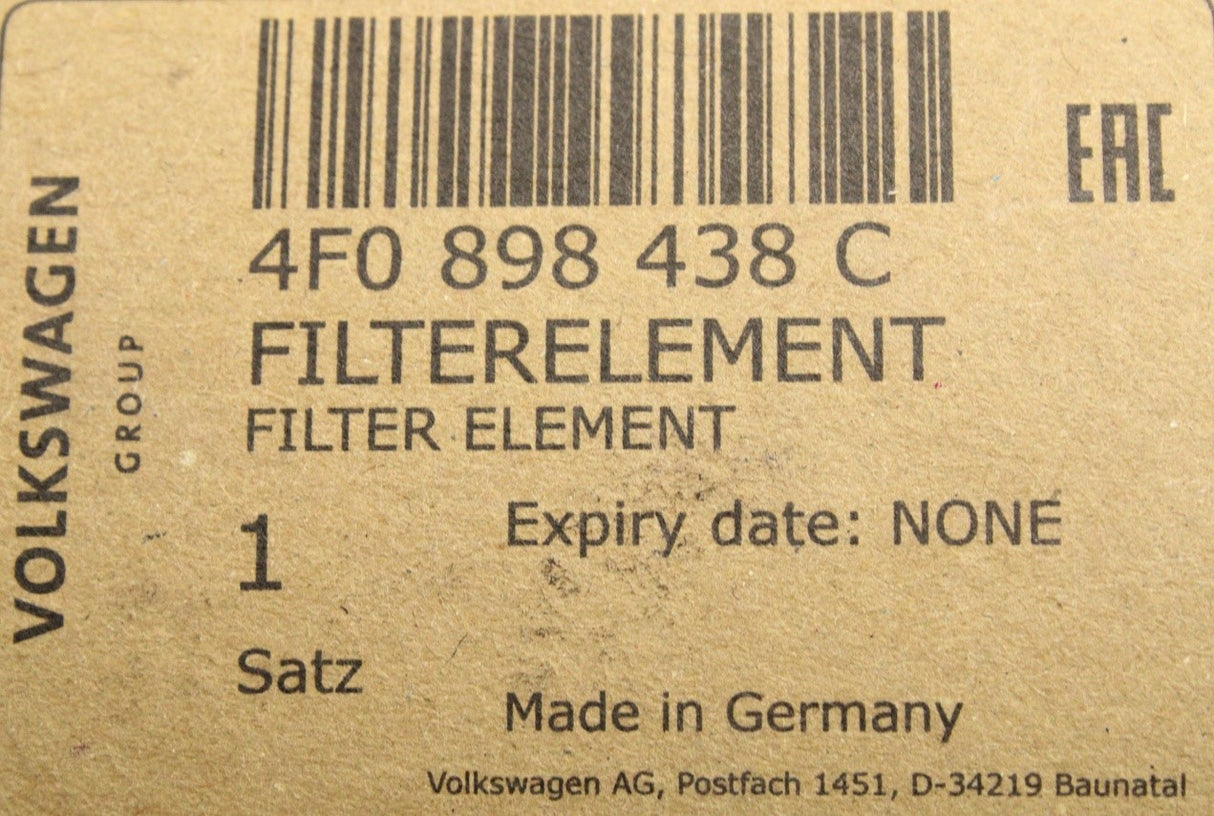 EAC
4F0 898 438 C
FILTERELEMENT
FILTER ELEMENT
VOLKSWAGEN
GROUP
1
Expiry date: NONE
Satz
Made in Germany
Volkswagen AG, Postfach 1451, D-34219 Baunatal